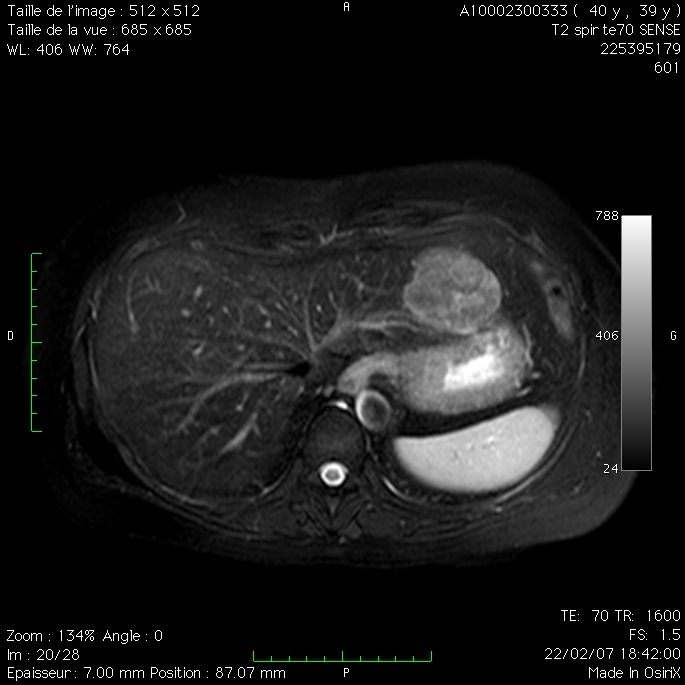 Taille de l'image : 512 x 512
Taille de la vue : 685 x 685
WL: 406 WW: 764
A
A10002300333 ( 40 y , 39 y )
T2 spir te70 SENSE
225395179
601
788
D
406
G
24
Zoom : 134% Angle : 0
Im : 20/28
Epaisseur : 7.00 mm Position : 87.07 mm
P
TE: 70 TR: 1600
FS: 1.5
22/02/07 18:42:00
Made In OsiriX